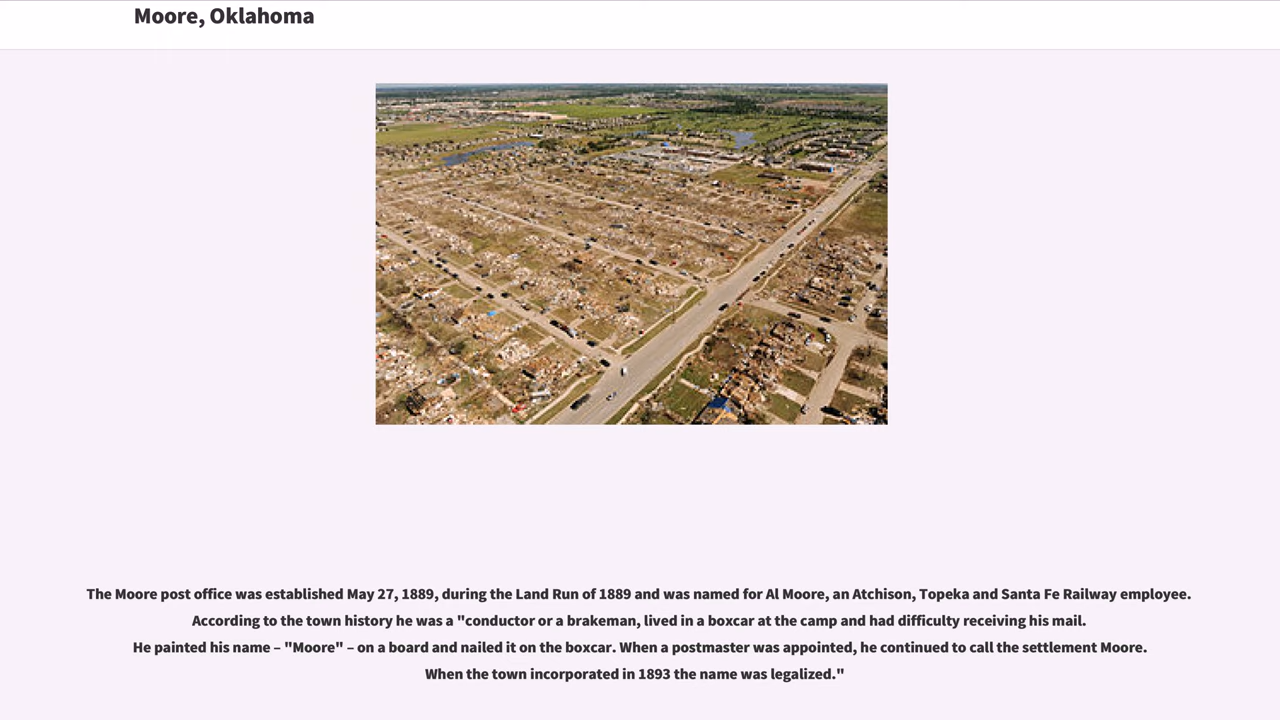 Moore, Oklahoma
The Moore post office was established May 27, 1889, during the Land Run of 1889 and was named for Al Moore, an Atchison, Topeka and Santa Fe Railway employee.
According to the town history he was a "conductor or a brakeman, lived in a boxcar at the camp and had difficulty receiving his mail.
He painted his name – "Moore" – on a board and nailed it on the boxcar. When a postmaster was appointed, he continued to call the settlement Moore.
When the town incorporated in 1893 the name was legalized."